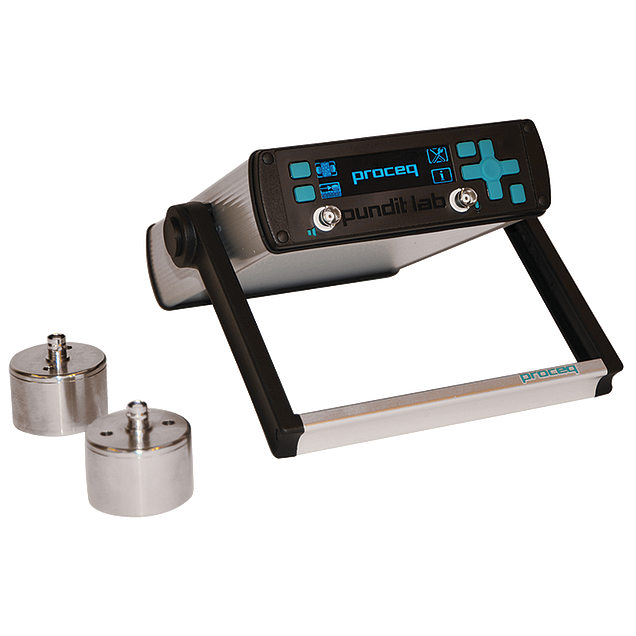 proceq
i
pundit lab
proceq